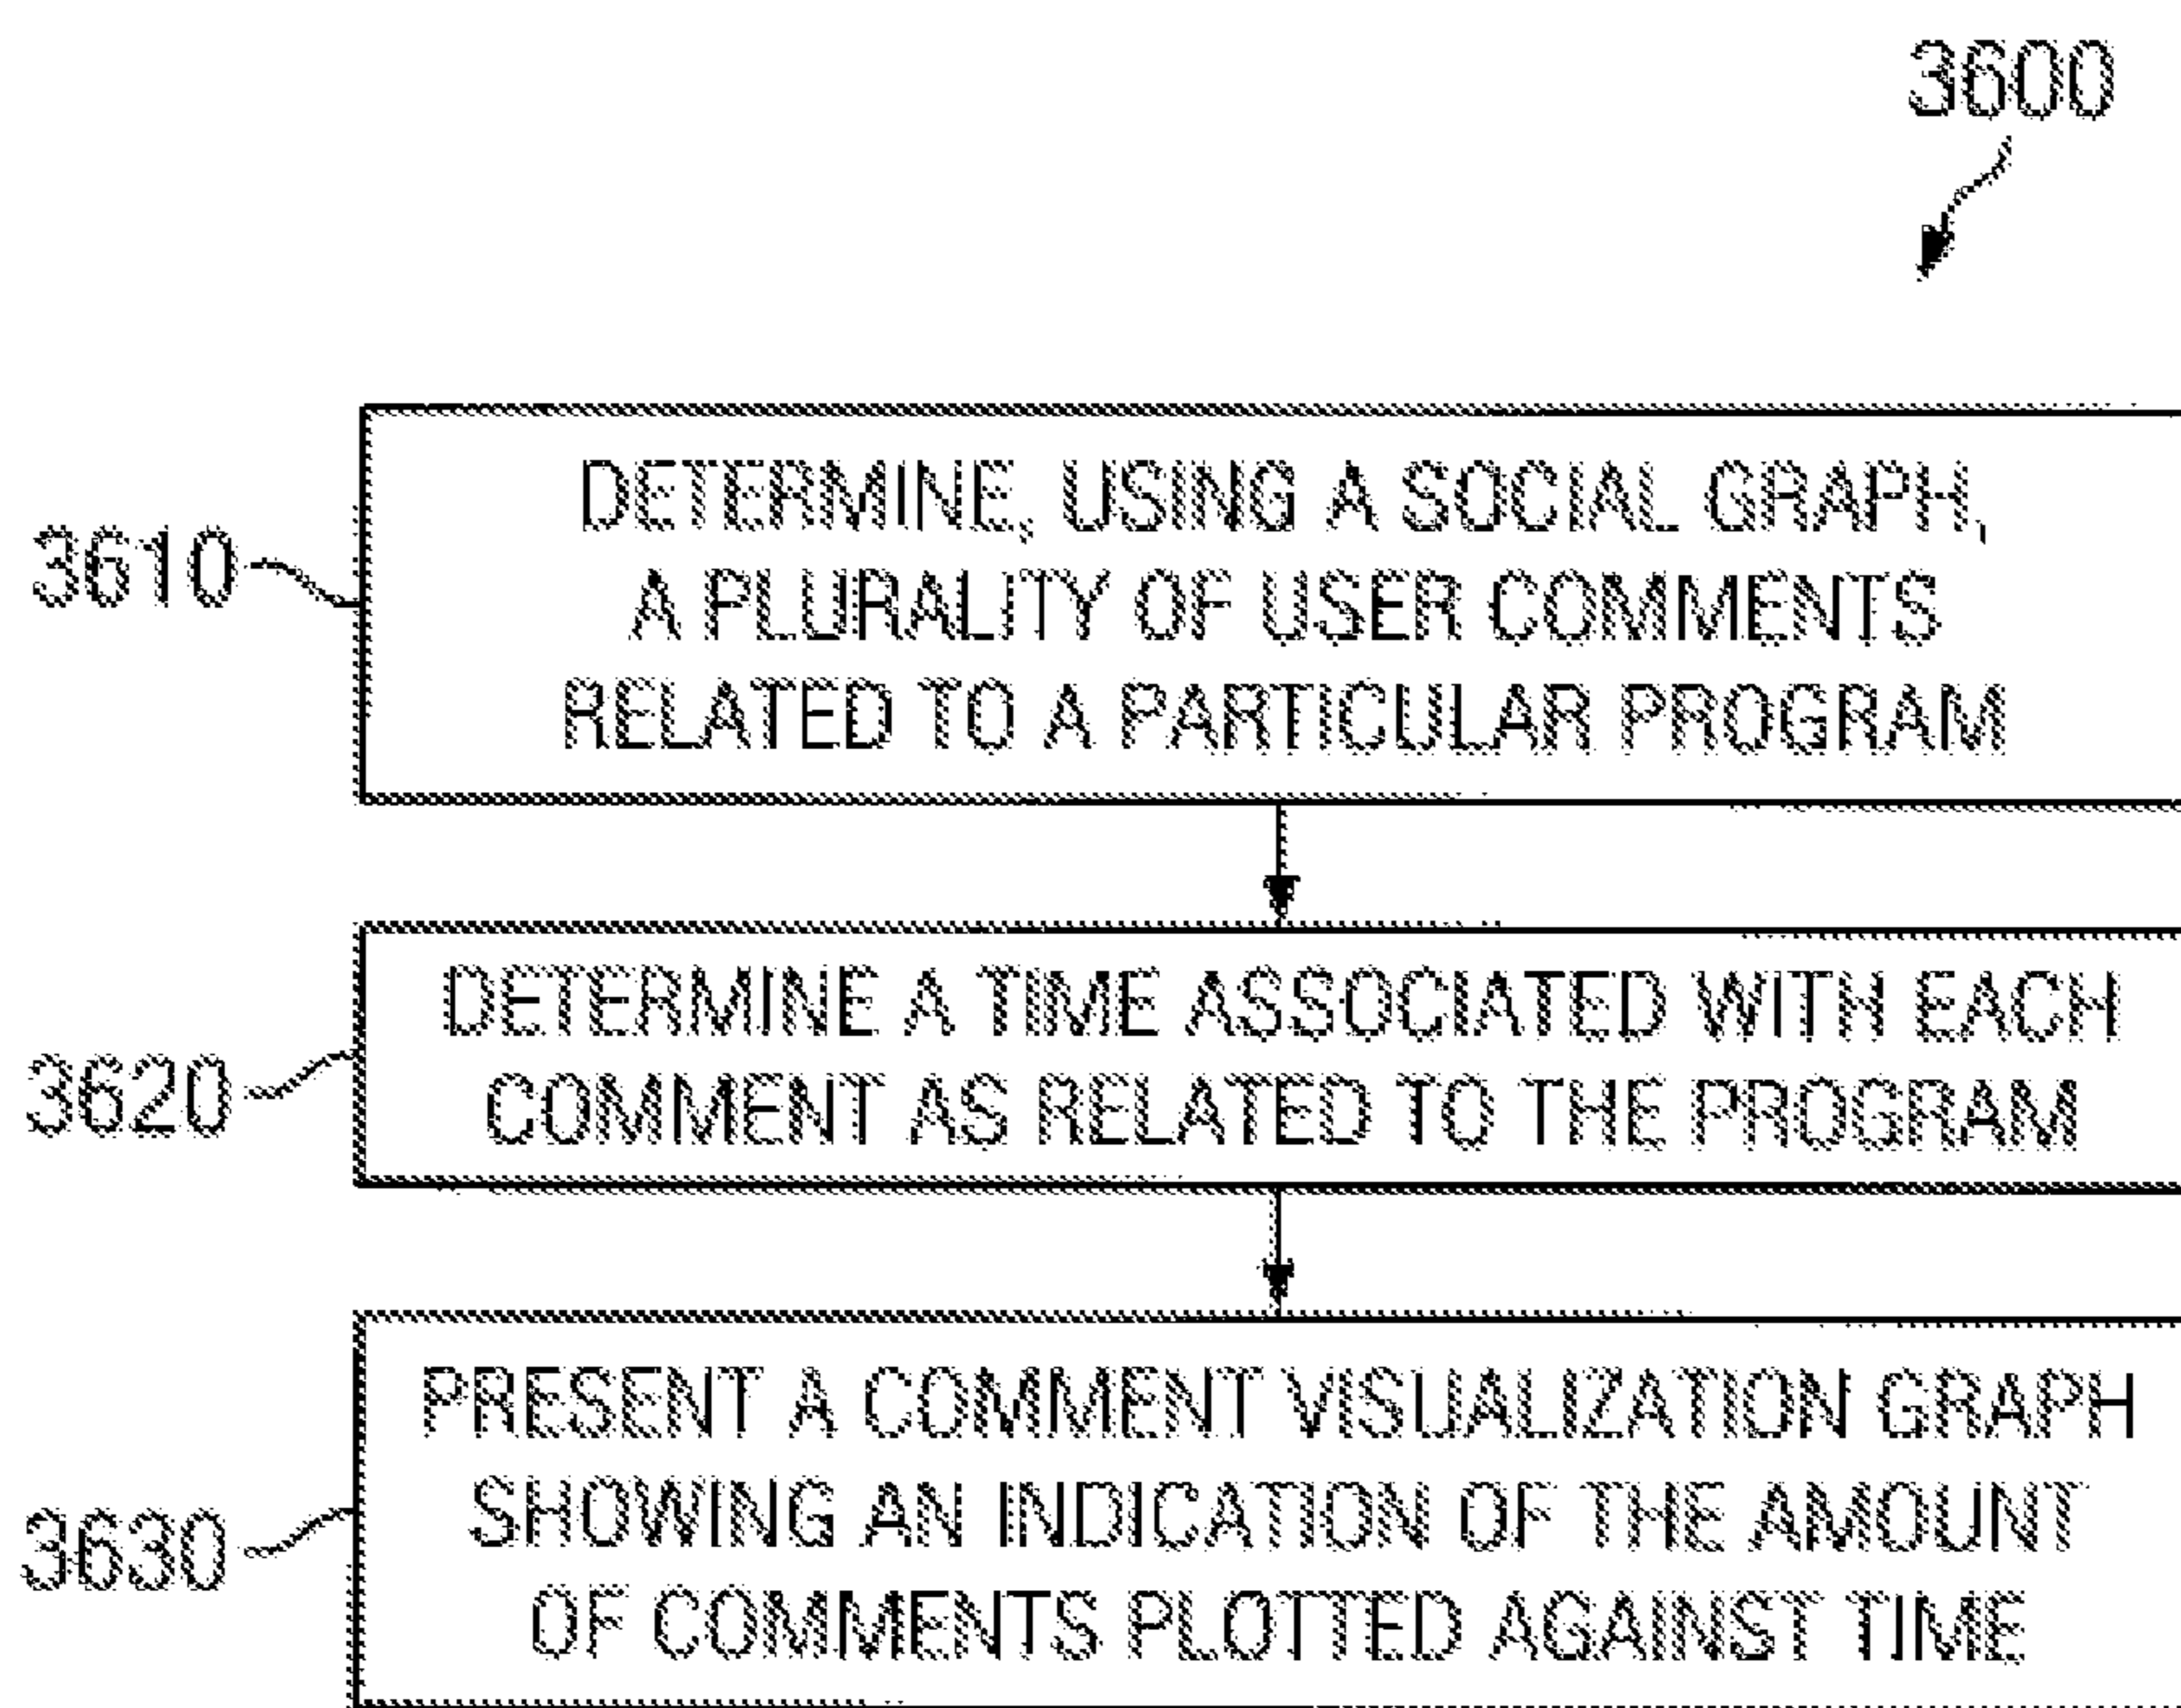 3600
3610
DETERMINE, USING A SOCIAL GRAPH,
A PLURALITY OF USER COMMENTS
RELATED TO A PARTICULAR PROGRAM
3620
DETERMINE A TIME ASSOCIATED WITH EACH
COMMENT AS RELATED TO THE PROGRAM
3630
PRESENT A COMMENT VISUALIZATION GRAPH
SHOWING AN INDICATION OF THE AMOUNT
OF COMMENTS PLOTTED AGAINST TIME